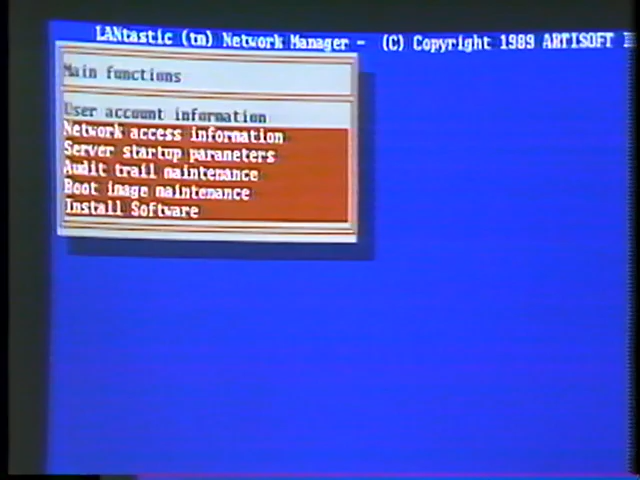 LANtastic (tm) Network Manager - (C) Copyright 1989 ARTISOFT
Main functions
User account information
Network access information
Server startup parameters
Audit trail maintenance
Boot image maintenance
Install Software